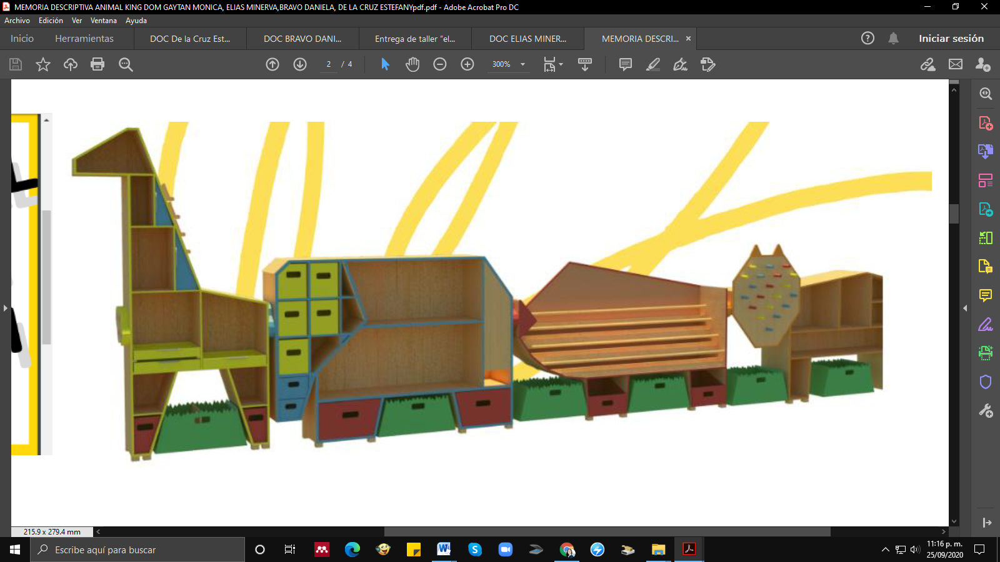 MEMORIA DESCRIPTIVA ANIMAL KING DOM GAYTAN MONICA, ELIAS MINERVA,BRAVO DANIELA, DE LA CRUZ ESTEFANYpdf.pdf - Adobe Acrobat Pro DC
Archivo Edición Ver Ventana Ayuda
Inicio Herramientas DOC De la Cruz Est... DOC BRAVO DANI... Entrega de taller “el... DOC ELIAS MINER... MEMORIA DESCRI... × Iniciar sesión
2 / 4 300%
215.9 x 279.4 mm
Escribe aquí para buscar
11:16 p. m.
25/09/2020